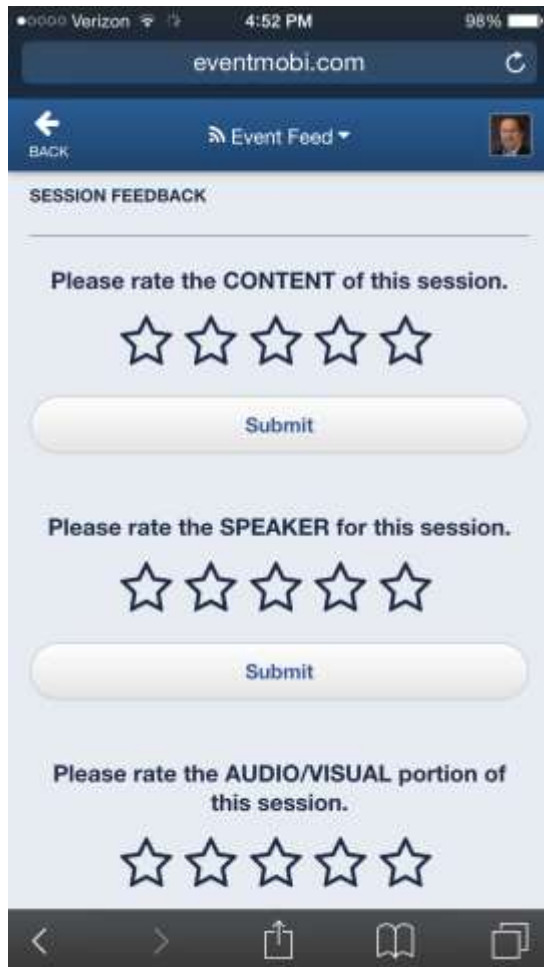 Verizon 4:52 PM 98%
eventmobi.com
BACK Event Feed
SESSION FEEDBACK
Please rate the CONTENT of this session.
Submit
Please rate the SPEAKER for this session.
Submit
Please rate the AUDIO/VISUAL portion of
this session.